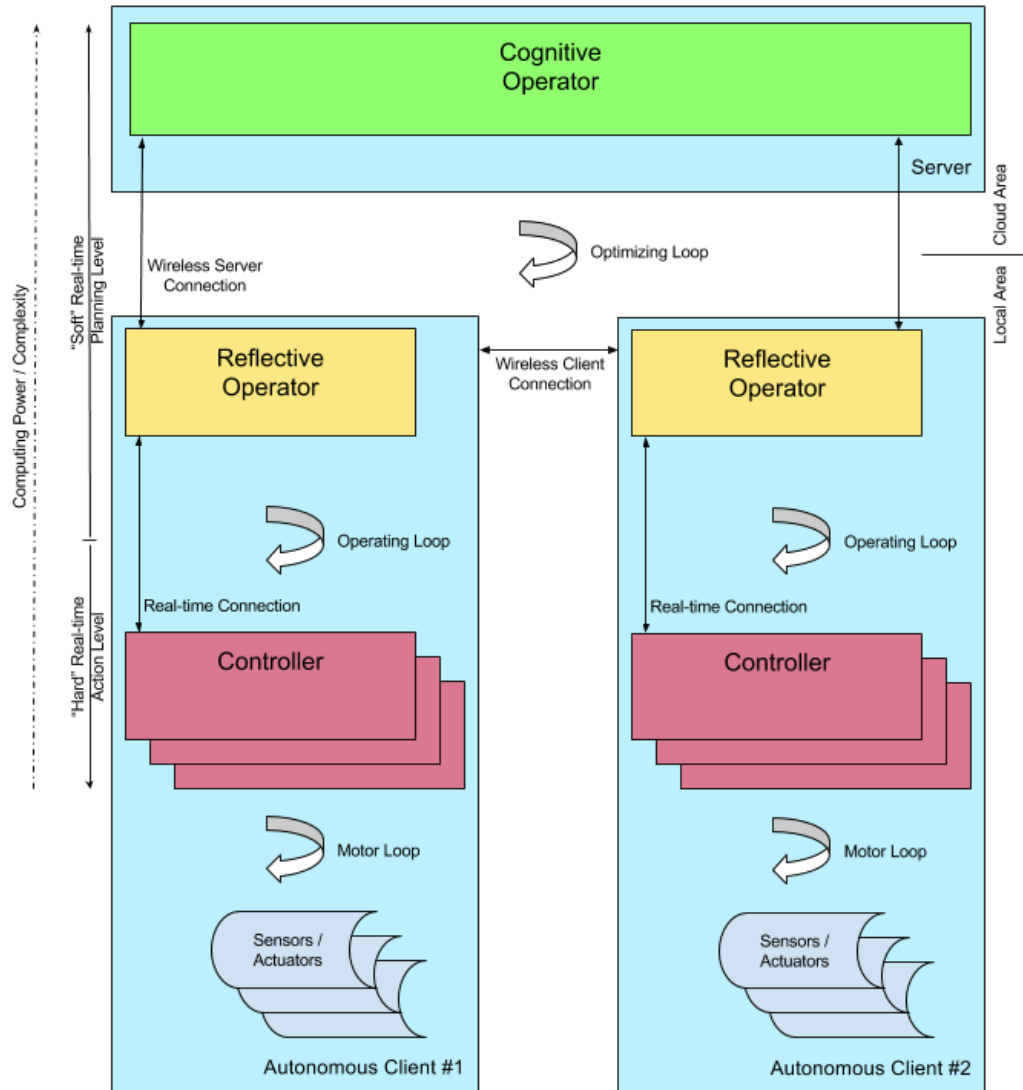 Cognitive
Operator
Server
Cloud Area
Local Area
Optimizing Loop
Wireless Server
Connection
Computing Power / Complexity
"Soft" Real-time
Planning Level
"Hard" Real-time
Action Level
Reflective
Operator
Wireless Client
Connection
Reflective
Operator
Operating Loop
Operating Loop
Real-time Connection
Real-time Connection
Controller
Controller
Motor Loop
Motor Loop
Sensors /
Actuators
Sensors /
Actuators
Autonomous Client #1
Autonomous Client #2